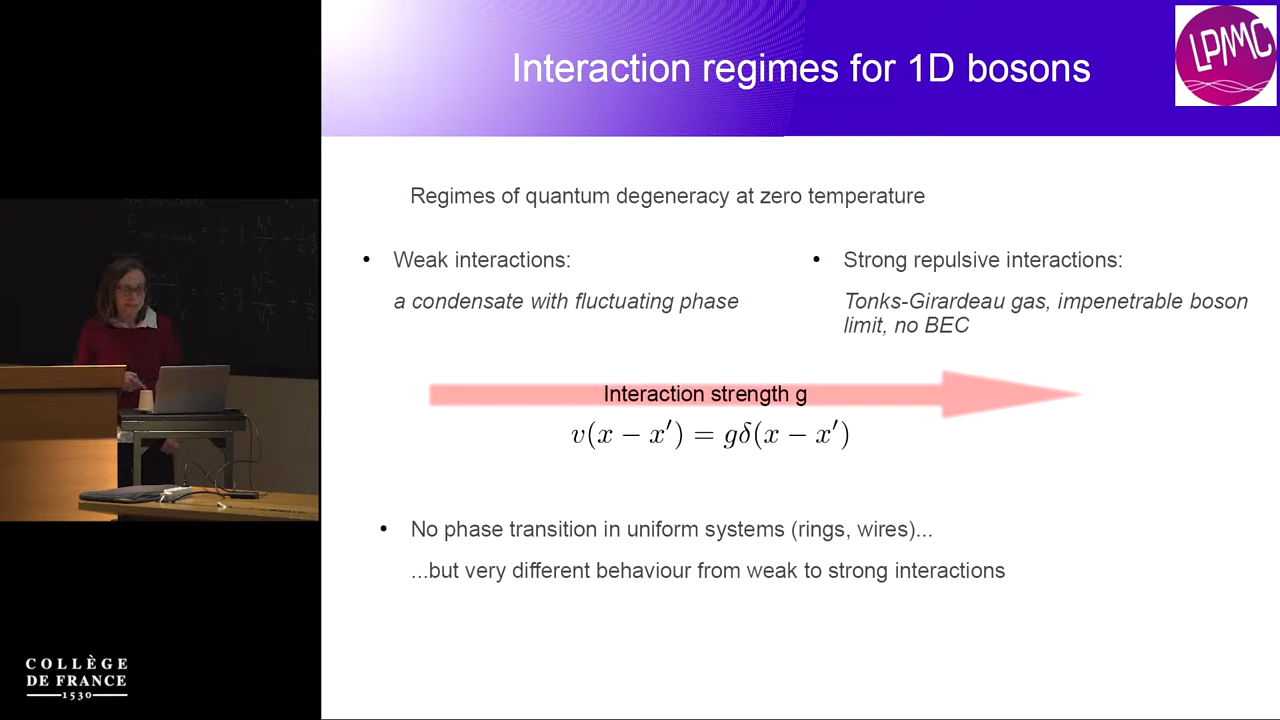 Interaction regimes for 1D bosons
LPMMC
Regimes of quantum degeneracy at zero temperature
• Weak interactions:
a condensate with fluctuating phase
• Strong repulsive interactions:
Tonks-Girardeau gas, impenetrable boson
limit, no BEC
Interaction strength g
v(x − x′) = gδ(x − x′)
• No phase transition in uniform systems (rings, wires)...
...but very different behaviour from weak to strong interactions
COLLÈGE
DE FRANCE
1530